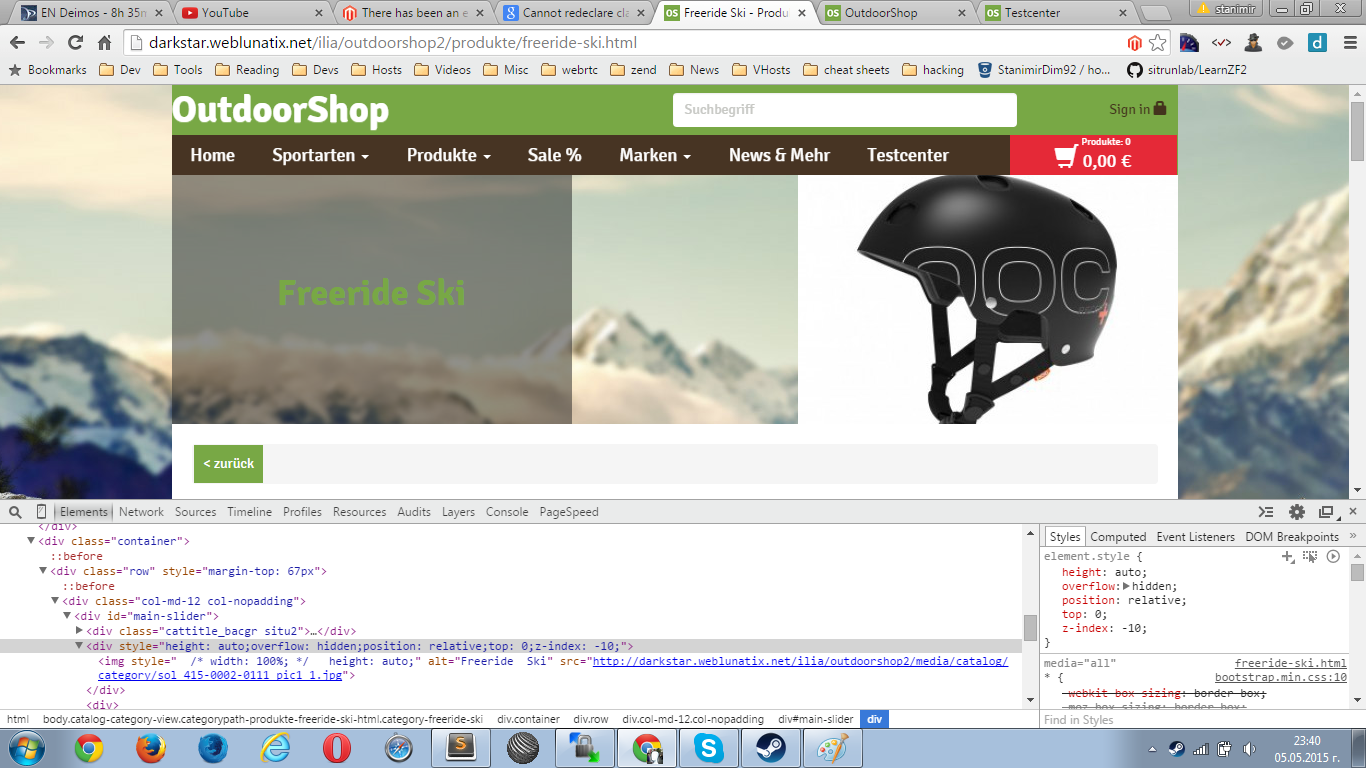 EN Deimos - 8h 35m
YouTube
There has been an e
Cannot redeclare cla
Freeride Ski - Produ
OS
OutdoorShop
OS
Testcenter
OS
stanimir
darkstar.weblunatix.net/ilia/outdoorshop2/produkte/freeride-ski.html
Bookmarks Dev Tools Reading Devs Hosts Videos Misc webrtc zend News VHosts cheat sheets hacking StanimirDim92 / ho... sitrunlab/LearnZF2
OutdoorShop
Suchbegriff
Sign in
Home Sportarten Produkte Sale % Marken News & Mehr Testcenter
Produkte: 0
0,00 €
Freeride Ski
POC
< zurück
Elements Network Sources Timeline Profiles Resources Audits Layers Console PageSpeed
</div>
<div class="container">
::before
<div class="row" style="margin-top: 67px">
::before
<div class="col-md-12 col-nopadding">
<div id="main-slider">
<div class="cattitle_bacgr situ2">…</div>
<div style="height: auto;overflow: hidden;position: relative;top: 0;z-index: -10;">
<img style="  /* width: 100%; */   height: auto;" alt="Freeride  Ski" src="http://darkstar.weblunatix.net/ilia/outdoorshop2/media/catalog/
category/sol_415-0002-0111_pic1_1.jpg">
</div>
<div>
Styles Computed Event Listeners DOM Breakpoints »
element.style {
height: auto;
overflow: hidden;
position: relative;
top: 0;
z-index: -10;
}
media="all" freeride-ski.html
* { bootstrap.min.css:10
-webkit-box-sizing: border-box;
-moz-box-sizing: border-box;
html body.catalog-category-view.categorypath-produkte-freeride-ski-html.category-freeride-ski div.container div.row div.col-md-12.col-nopadding div#main-slider div
Find in Styles
23:40
05.05.2015 г.